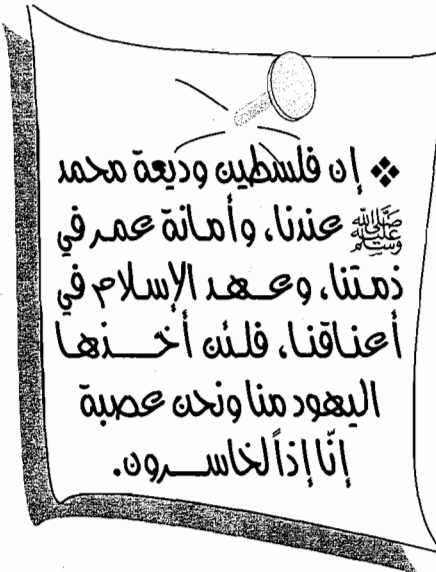 ❖ إن فلسطين وديعة محمد
ﷺ عندنا، وأمانة عمر في
ذمتنا، وعهد الإسلام في
أعناقنا، فلئن أخذها
اليهود منا ونحن عصبة
إنّا إذاً لخاسرون.